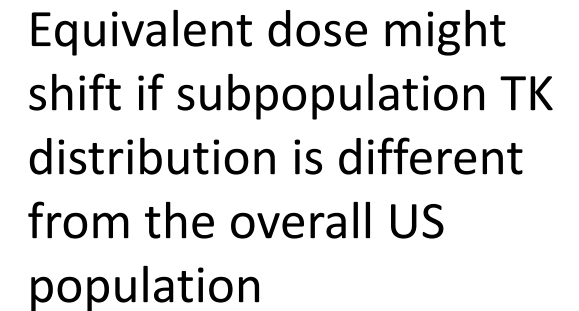 Equivalent dose might
shift if subpopulation TK
distribution is different
from the overall US
population